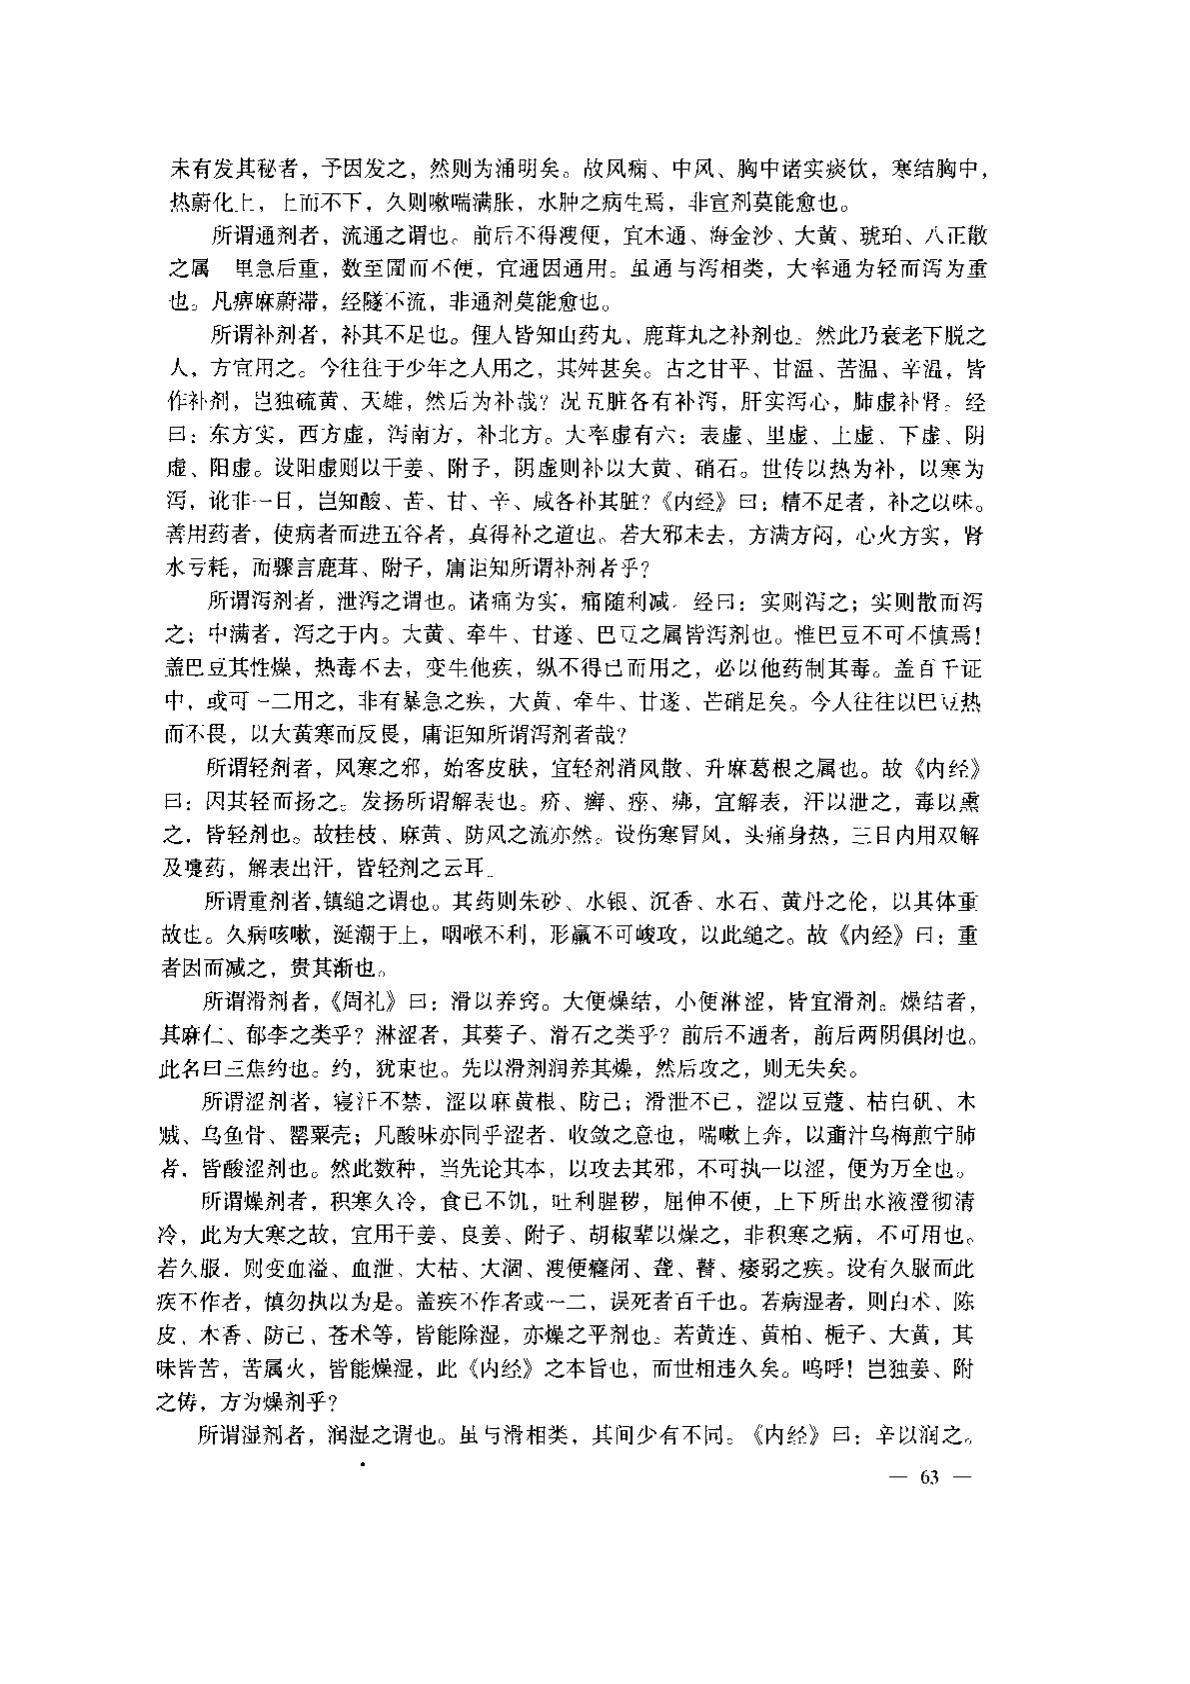 未有发其秘者，予因发之，然则为涌明矣。故风痫、中风、胸中诸实痰饮，寒结胸中，
热蔚化上，上而不下，久则嗽喘满胀，水肿之病生焉，非宣剂莫能愈也。
所谓通剂者，流通之谓也。前后不得溲便，宜木通、海金沙、大黄、琥珀、八正散
之属　里急后重，数至圊而不便，宜通因通用。虽通与泻相类，大率通为轻而泻为重
也。凡痹麻蔚滞，经隧不流，非通剂莫能愈也。
所谓补剂者，补其不足也。俚人皆知山药丸、鹿茸丸之补剂也。然此乃衰老下脱之
人，方宜用之。今往往于少年之人用之，其舛甚矣。古之甘平、甘温、苦温、辛温，皆
作补剂，岂独硫黄、天雄，然后为补哉？况五脏各有补泻，肝实泻心，肺虚补肾。经
曰：东方实，西方虚，泻南方，补北方。大率虚有六：表虚、里虚、上虚、下虚、阴
虚、阳虚。设阳虚则以干姜、附子，阴虚则补以大黄、硝石。世传以热为补，以寒为
泻，讹非一日，岂知酸、苦、甘、辛、咸各补其脏？《内经》曰：精不足者，补之以味。
善用药者，使病者而进五谷者，真得补之道也。若大邪未去，方满方闷，心火方实，肾
水亏耗，而骤言鹿茸、附子，庸讵知所谓补剂者乎？
所谓泻剂者，泄泻之谓也。诸痛为实，痛随利减。经曰：实则泻之；实则散而泻
之；中满者，泻之于内。大黄、牵牛、甘遂、巴豆之属皆泻剂也。惟巴豆不可不慎焉！
盖巴豆其性燥，热毒不去，变生他疾，纵不得已而用之，必以他药制其毒。盖百千证
中，或可一二用之，非有暴急之疾，大黄、牵牛、甘遂、芒硝足矣。今人往往以巴豆热
而不畏，以大黄寒而反畏，庸讵知所谓泻剂者哉？
所谓轻剂者，风寒之邪，始客皮肤，宜轻剂消风散、升麻葛根之属也。故《内经》
曰：因其轻而扬之。发扬所谓解表也。疥、癣、痤、疿，宜解表，汗以泄之，毒以熏
之，皆轻剂也。故桂枝、麻黄、防风之流亦然。设伤寒冒风，头痛身热，三日内用双解
及嚏药，解表出汗，皆轻剂之云耳。
所谓重剂者，镇缒之谓也。其药则朱砂、水银、沉香、水石、黄丹之伦，以其体重
故也。久病咳嗽，涎潮于上，咽喉不利，形羸不可峻攻，以此缒之。故《内经》曰：重
者因而减之，贵其渐也。
所谓滑剂者，《周礼》曰：滑以养窍。大便燥结，小便淋涩，皆宜滑剂。燥结者，
其麻仁、郁李之类乎？淋涩者，其葵子、滑石之类乎？前后不通者，前后两阴俱闭也。
此名曰三焦约也。约，犹束也。先以滑剂润养其燥，然后攻之，则无失矣。
所谓涩剂者，寝汗不禁，涩以麻黄根、防己；滑泄不已，涩以豆蔻、枯白矾、木
贼、乌鱼骨、罂粟壳；凡酸味亦同乎涩者，收敛之意也，喘嗽上奔，以齑汁乌梅煎宁肺
者，皆酸涩剂也。然此数种，当先论其本，以攻去其邪，不可执一以涩，便为万全也。
所谓燥剂者，积寒久冷，食已不饥，吐利腥秽，屈伸不便，上下所出水液澄彻清
冷，此为大寒之故，宜用干姜、良姜、附子、胡椒辈以燥之，非积寒之病，不可用也。
若久服，则变血溢、血泄、大枯、大涸、溲便癃闭、聋、瞽、痿弱之疾。设有久服而此
疾不作者，慎勿执以为是。盖疾不作者或一二，误死者百千也。若病湿者，则白术、陈
皮、木香、防己、苍术等，皆能除湿，亦燥之平剂也。若黄连、黄柏、栀子、大黄，其
味皆苦，苦属火，皆能燥湿，此《内经》之本旨也，而世相违久矣。呜呼！岂独姜、附
之俦，方为燥剂乎？
所谓湿剂者，润湿之谓也。虽与滑相类，其间少有不同。《内经》曰：辛以润之。
— 63 —